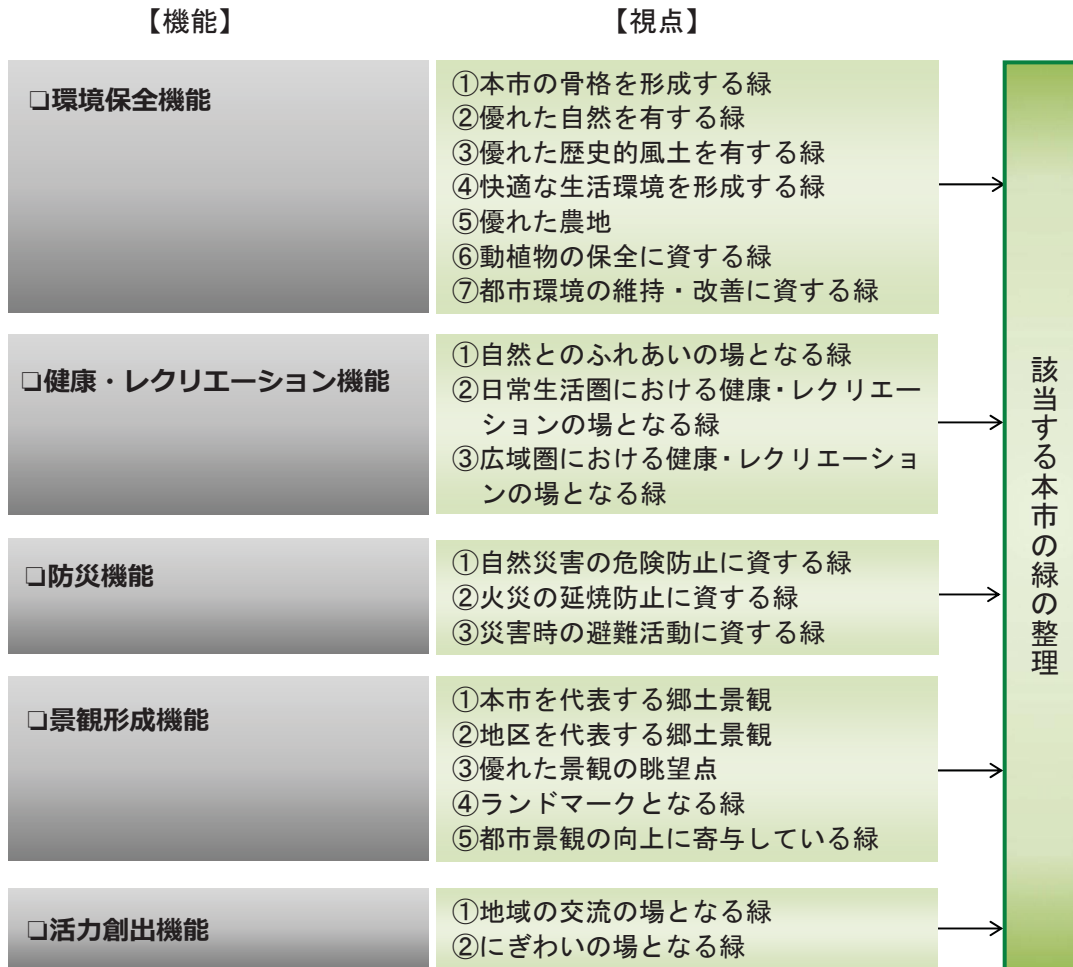 【機能】
【視点】
❏環境保全機能
①本市の骨格を形成する緑
②優れた自然を有する緑
③優れた歴史的風土を有する緑
④快適な生活環境を形成する緑
⑤優れた農地
⑥動植物の保全に資する緑
⑦都市環境の維持・改善に資する緑
❏健康・レクリエーション機能
①自然とのふれあいの場となる緑
②日常生活圏における健康・レクリエー
ションの場となる緑
③広域圏における健康・レクリエーショ
ンの場となる緑
❏防災機能
①自然災害の危険防止に資する緑
②火災の延焼防止に資する緑
③災害時の避難活動に資する緑
❏景観形成機能
①本市を代表する郷土景観
②地区を代表する郷土景観
③優れた景観の眺望点
④ランドマークとなる緑
⑤都市景観の向上に寄与している緑
❏活力創出機能
①地域の交流の場となる緑
②にぎわいの場となる緑
該当する本市の緑の整理